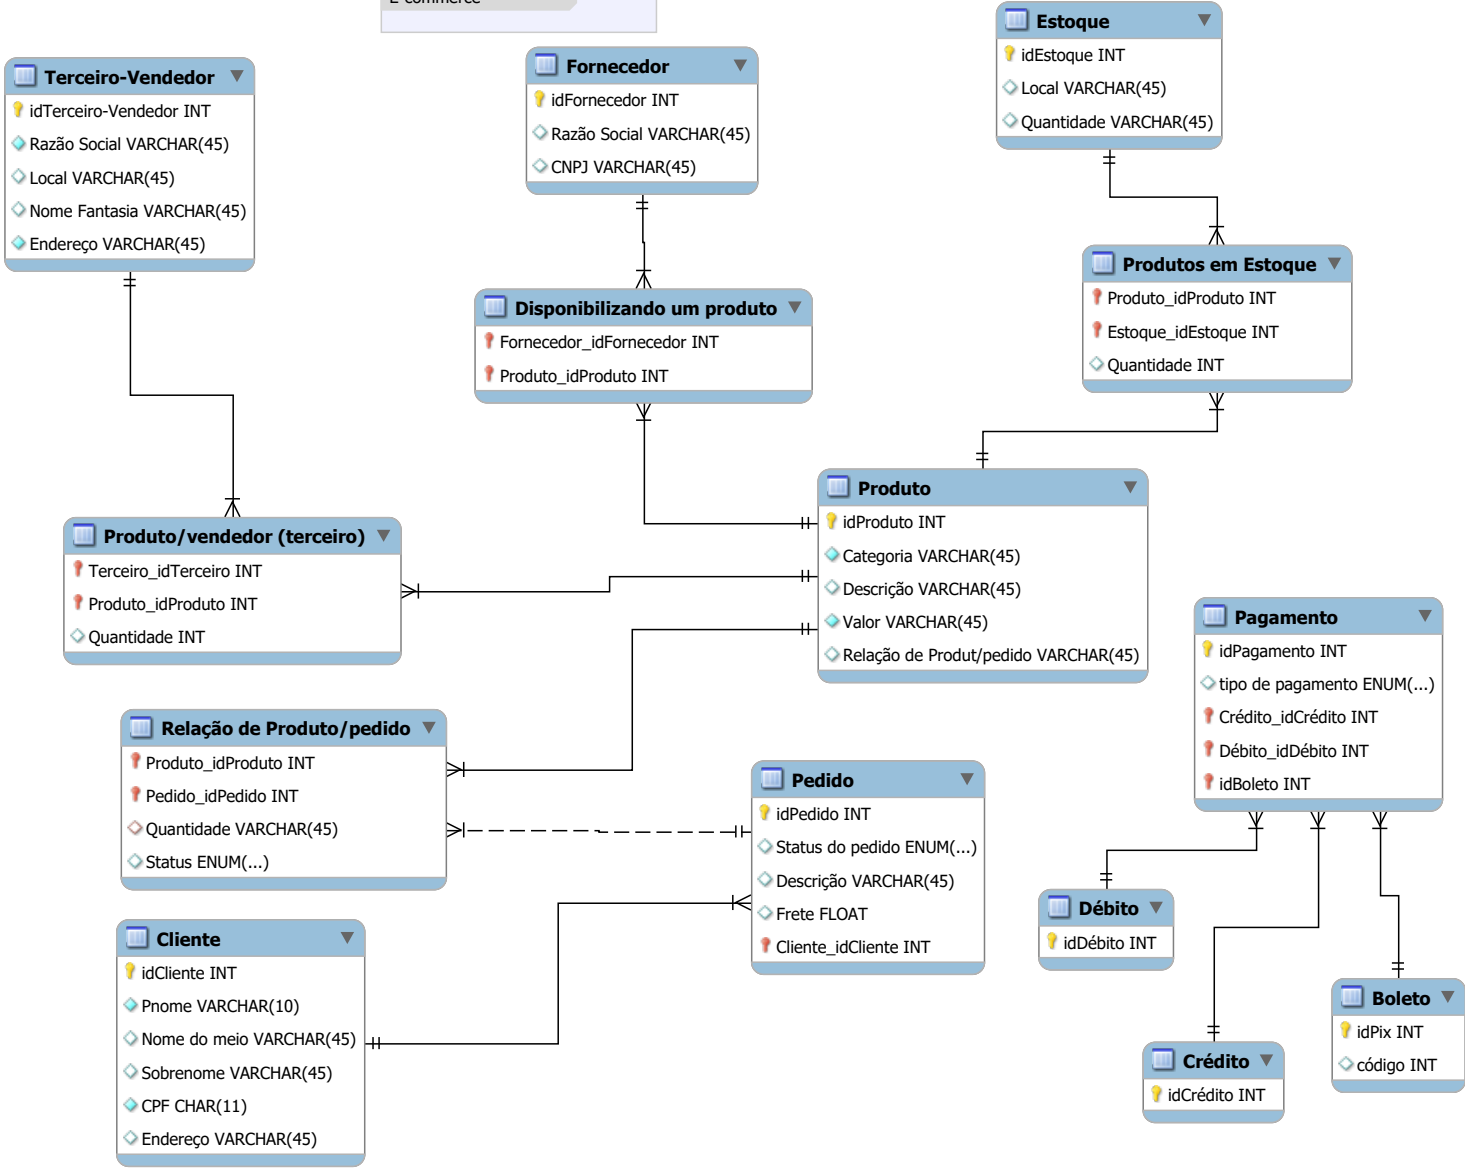 E-commerce
Estoque
idEstoque INT
Local VARCHAR(45)
Quantidade VARCHAR(45)
Terceiro-Vendedor
idTerceiro-Vendedor INT
Razão Social VARCHAR(45)
Local VARCHAR(45)
Nome Fantasia VARCHAR(45)
Endereço VARCHAR(45)
Fornecedor
idFornecedor INT
Razão Social VARCHAR(45)
CNPJ VARCHAR(45)
Produtos em Estoque
Produto_idProduto INT
Estoque_idEstoque INT
Quantidade INT
Disponibilizando um produto
Fornecedor_idFornecedor INT
Produto_idProduto INT
Produto
idProduto INT
Categoria VARCHAR(45)
Descrição VARCHAR(45)
Valor VARCHAR(45)
Relação de Produt/pedido VARCHAR(45)
Produto/vendedor (terceiro)
Terceiro_idTerceiro INT
Produto_idProduto INT
Quantidade INT
Pagamento
idPagamento INT
tipo de pagamento ENUM(...)
Crédito_idCrédito INT
Débito_idDébito INT
idBoleto INT
Relação de Produto/pedido
Produto_idProduto INT
Pedido_idPedido INT
Quantidade VARCHAR(45)
Status ENUM(...)
Pedido
idPedido INT
Status do pedido ENUM(...)
Descrição VARCHAR(45)
Frete FLOAT
Cliente_idCliente INT
Débito
idDébito INT
Cliente
idCliente INT
Pnome VARCHAR(10)
Nome do meio VARCHAR(45)
Sobrenome VARCHAR(45)
CPF CHAR(11)
Endereço VARCHAR(45)
Boleto
idPix INT
código INT
Crédito
idCrédito INT